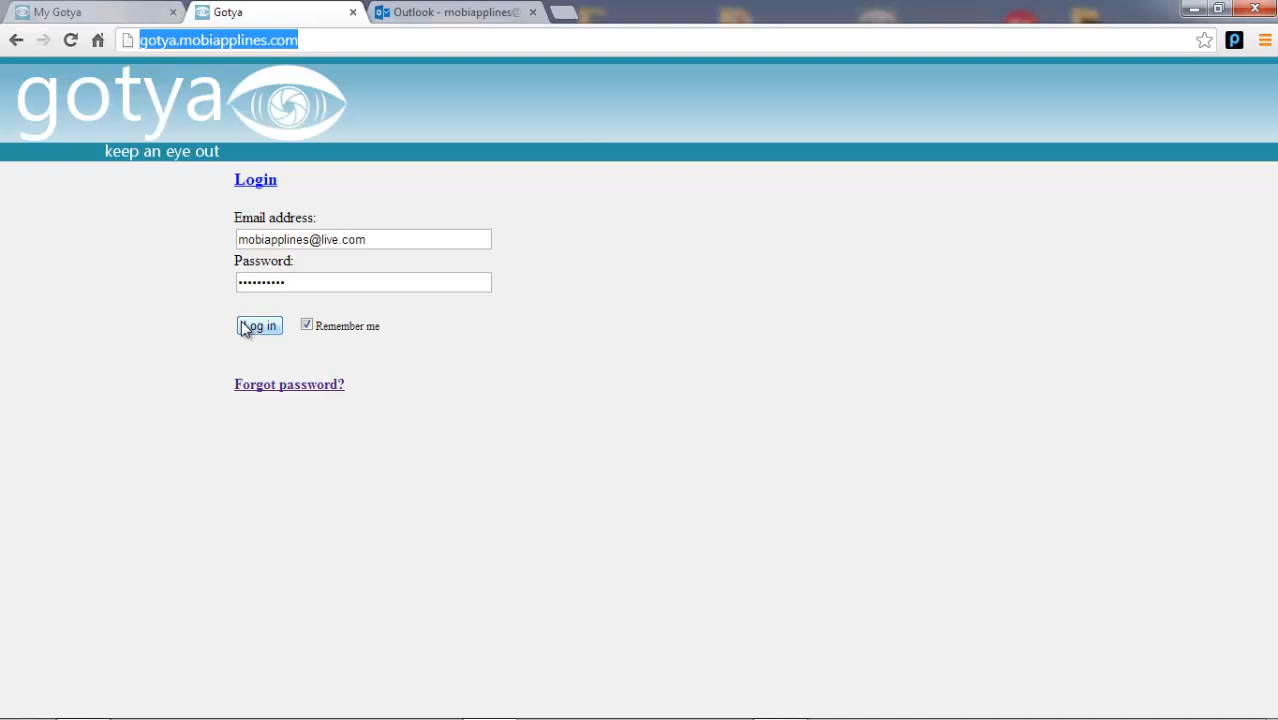 My Gotya
Gotya
Outlook - mobiapplines@
gotya.mobiapplines.com
gotya
keep an eye out
Login
Email address:
mobiapplines@live.com
Password:
••••••••••
Log in
Remember me
Forgot password?